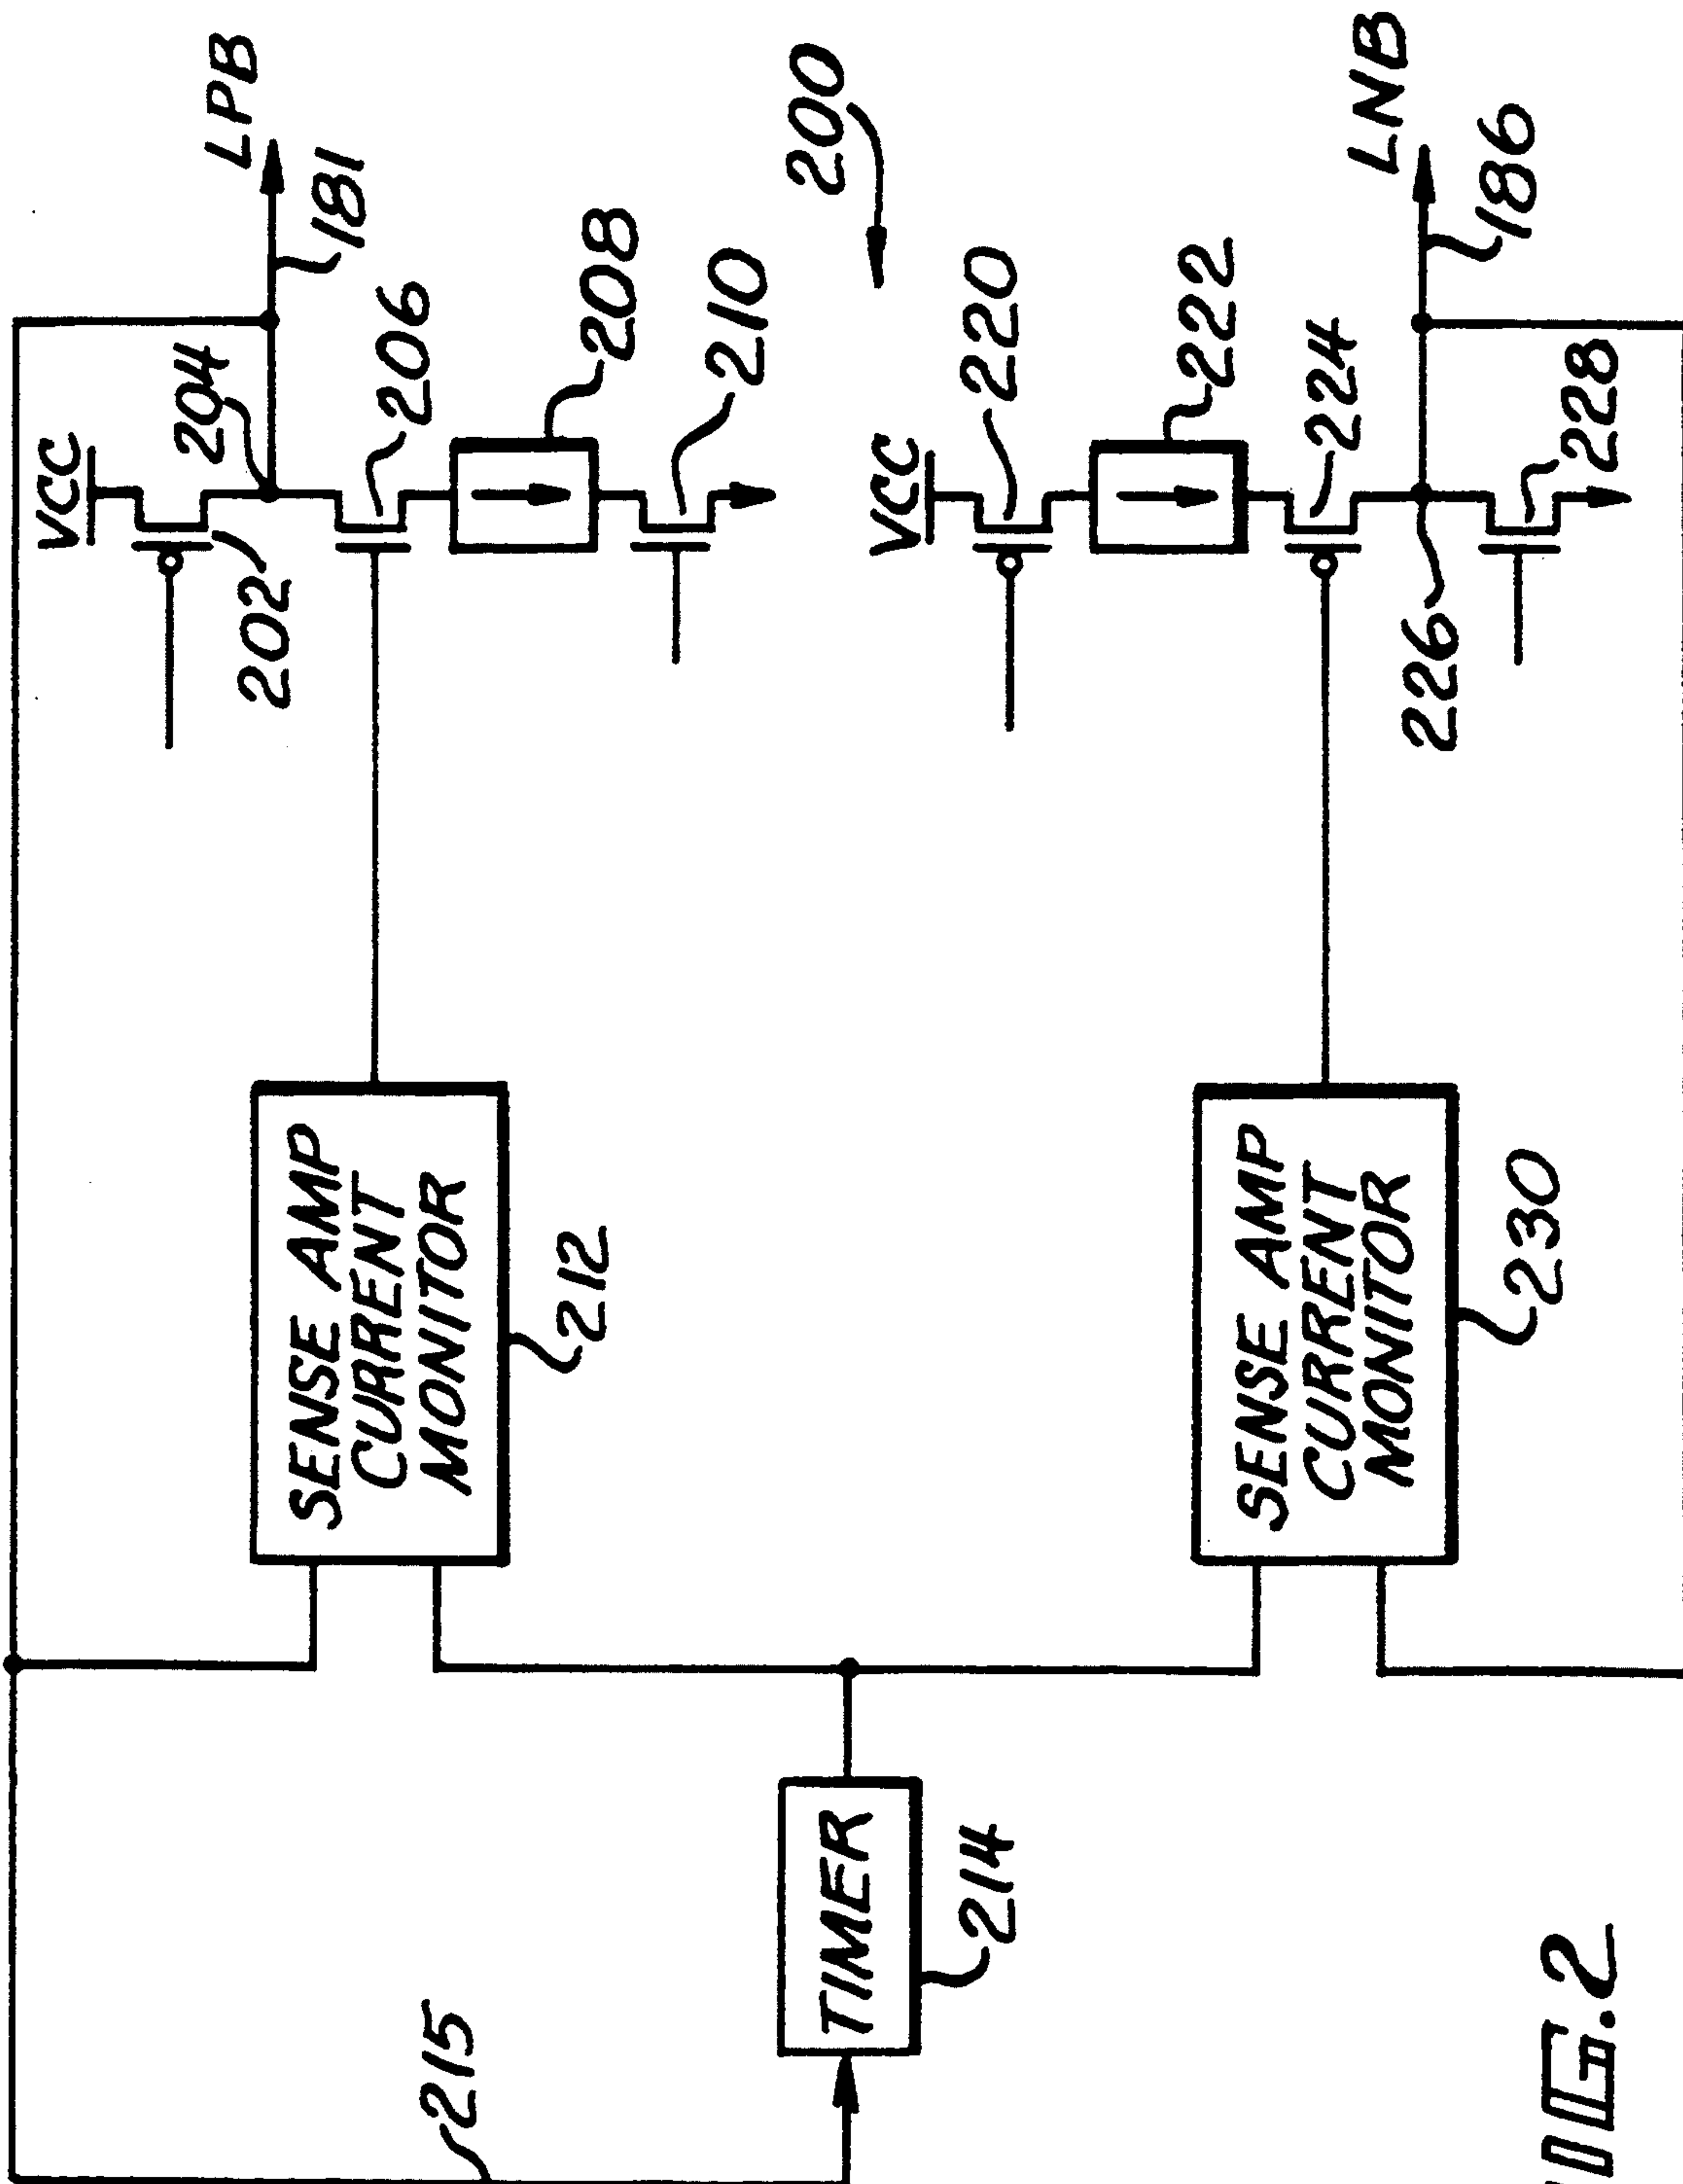 VCC
204
LPB
181
202
206
208
210
SENSE AMP
CURRENT
MONITOR
212
215
TIMER
214
200
VCC
220
222
224
LNB
186
226
228
SENSE AMP
CURRENT
MONITOR
230
FIG. 2